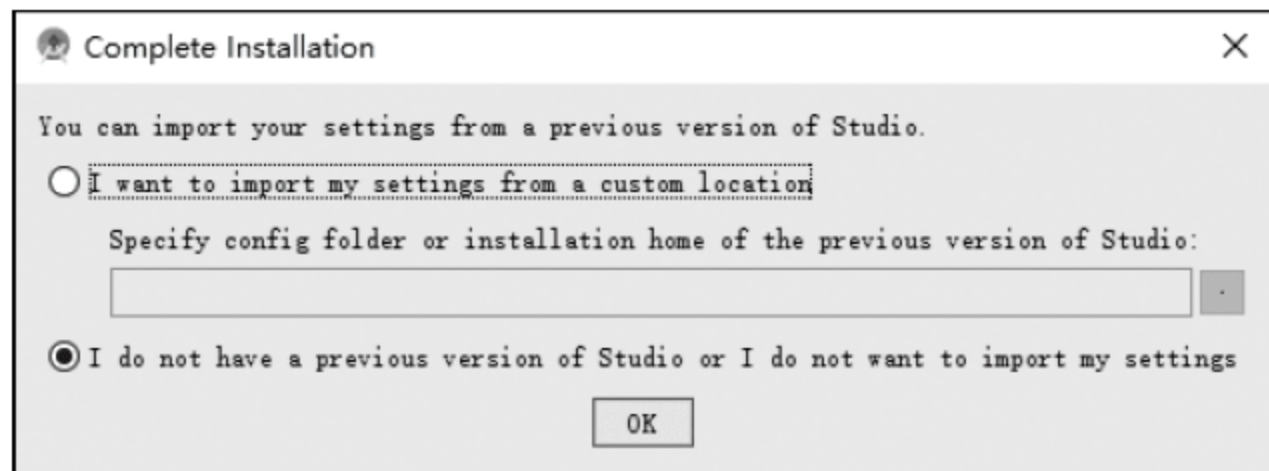 Complete Installation
You can import your settings from a previous version of Studio.
I want to import my settings from a custom location
Specify config folder or installation home of the previous version of Studio:
I do not have a previous version of Studio or I do not want to import my settings
OK